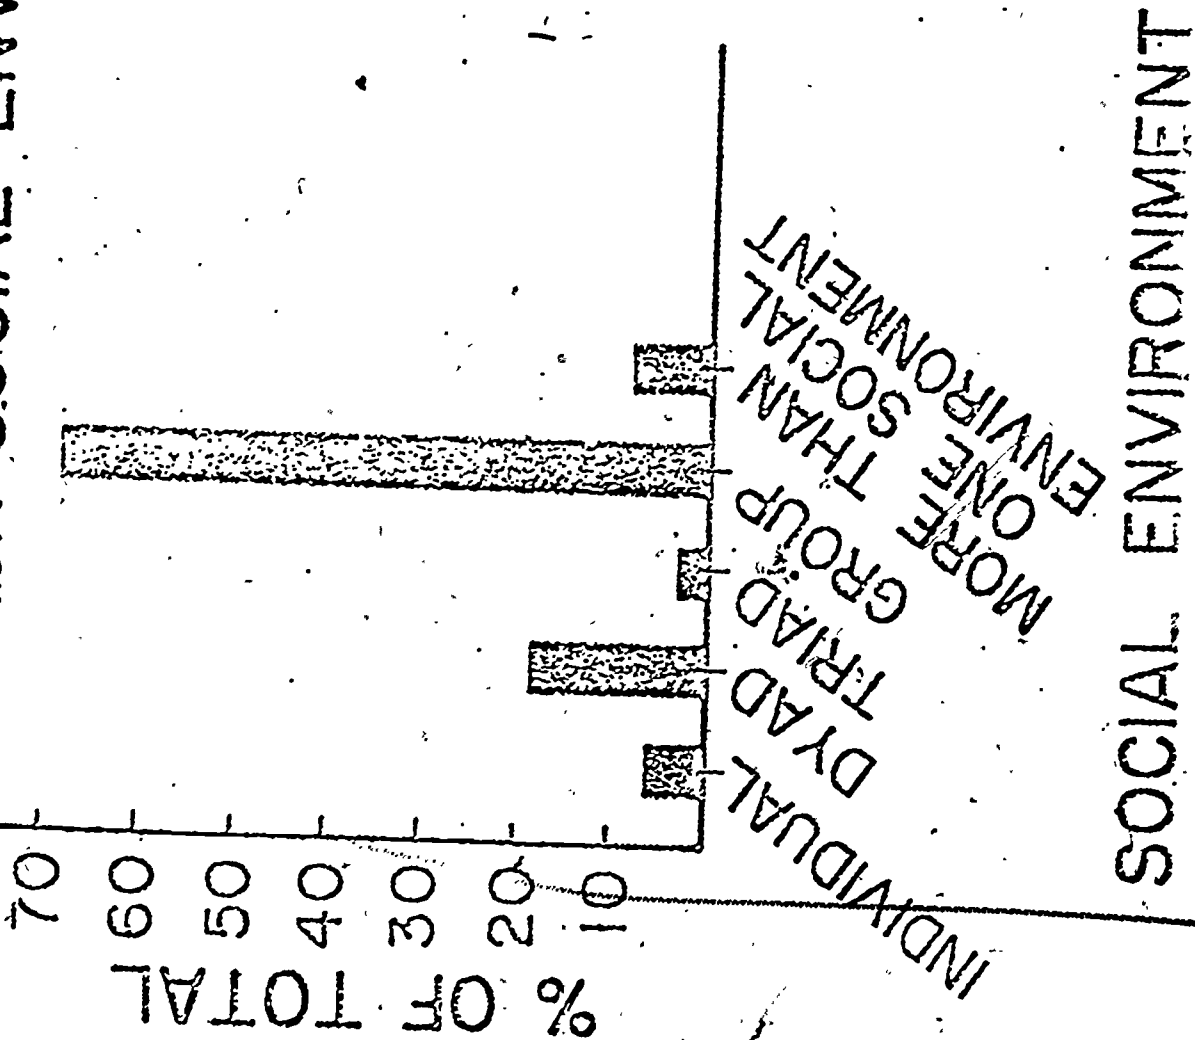 % OF TOTAL
70
60
50
40
30
20
10
INDIVIDUAL
DYAD
TRIAD
GROUP
MORE THAN
ONE SOCIAL
ENVIRONMENT
SOCIAL ENVIRONMENT